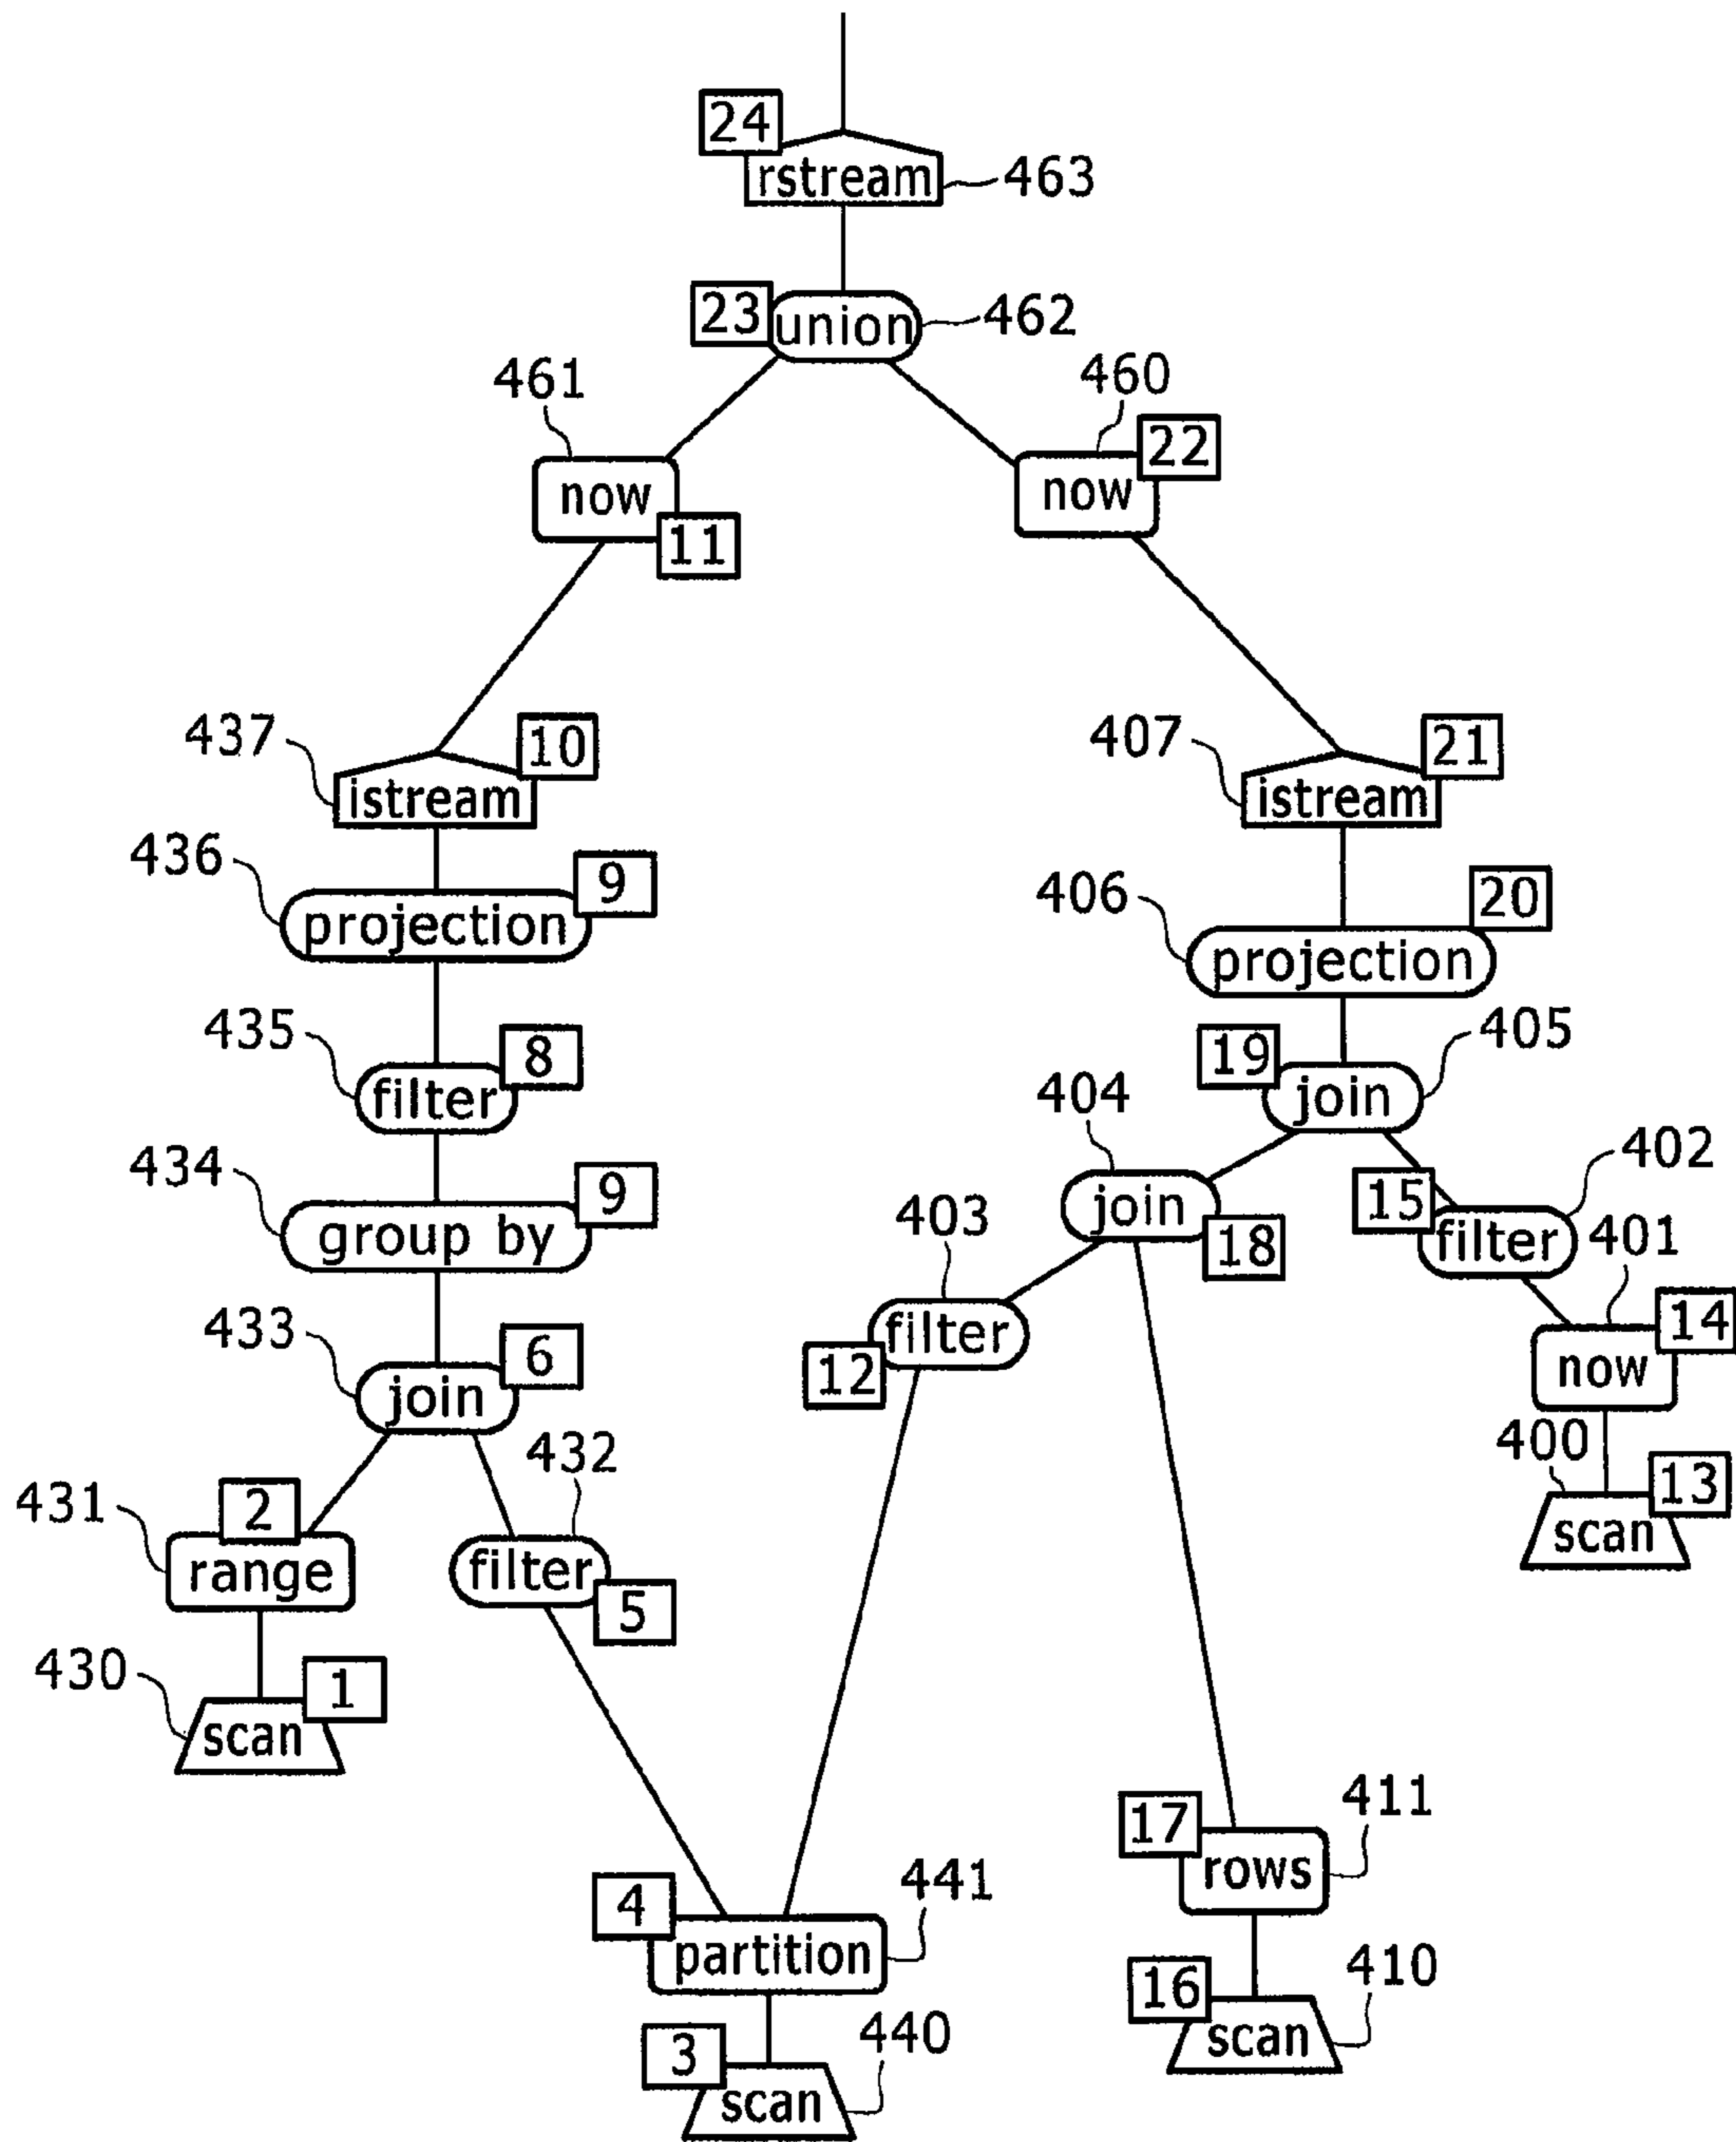 24
rstream
463
23
union
462
461
460
22
now
now
11
437
10
407
21
istream
istream
436
9
20
406
projection
projection
435
8
405
19
filter
404
join
402
434
9
15
join
403
401
group by
18
filter
433
6
14
filter
12
now
join
432
400
431
2
13
filter
scan
range
5
430
1
scan
411
17
441
rows
4
partition
410
16
440
scan
3
scan